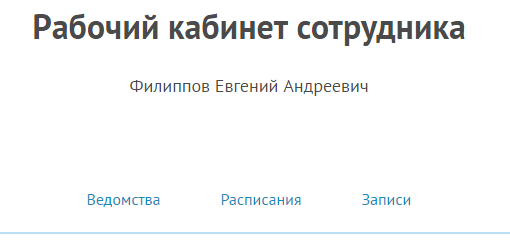 Рабочий кабинет сотрудника
Филиппов Евгений Андреевич
Ведомства Расписания Записи